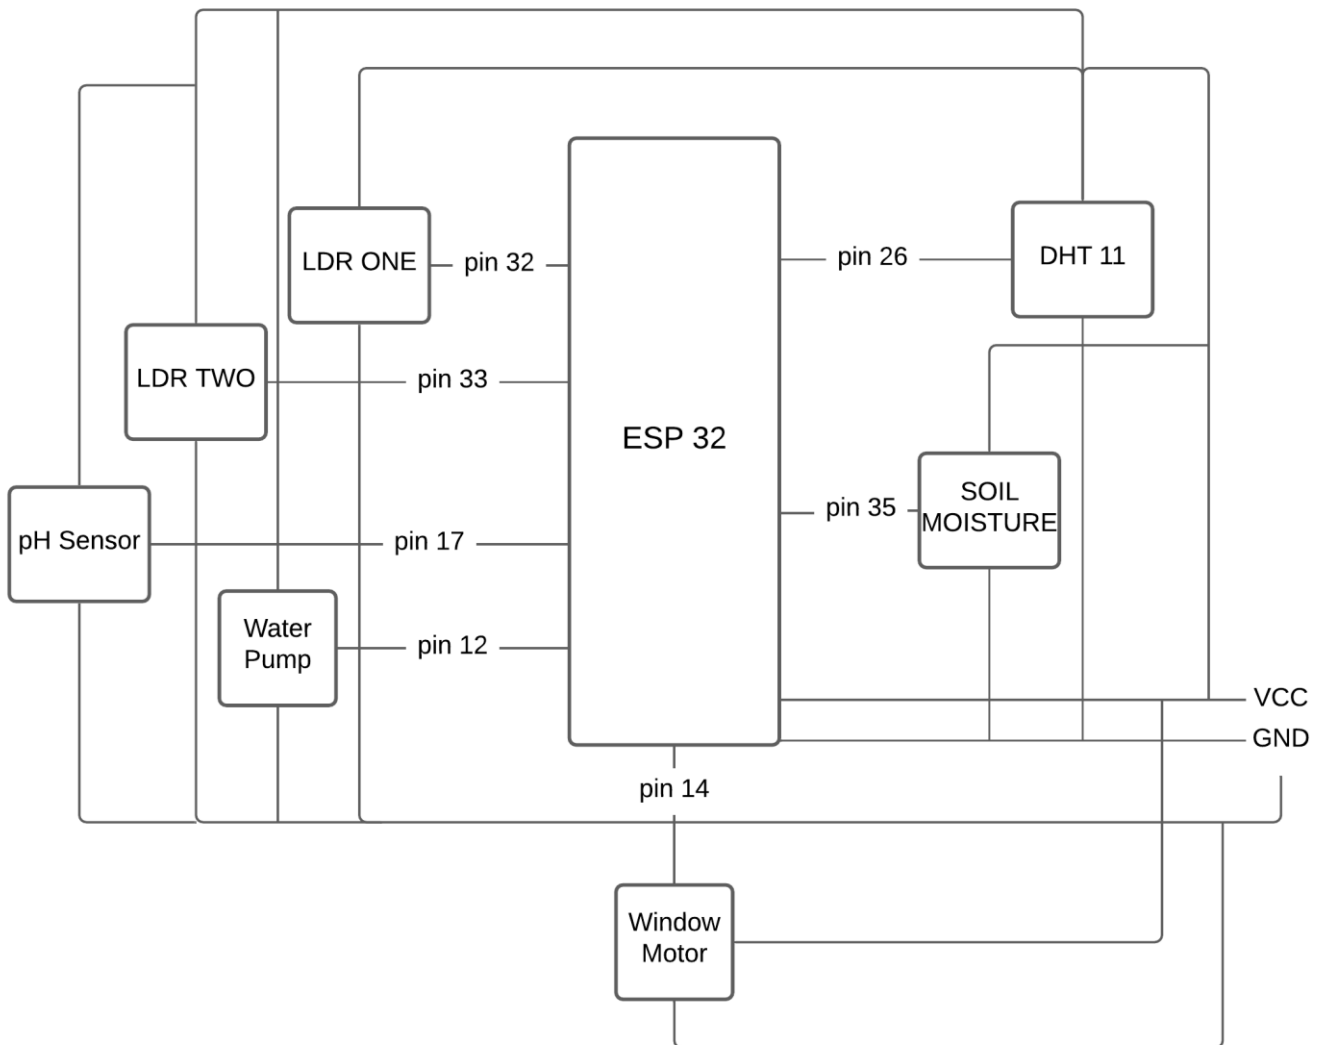 LDR ONE
pin 32
pin 26
DHT 11
LDR TWO
pin 33
ESP 32
SOIL
MOISTURE
pin 35
pH Sensor
pin 17
Water
Pump
pin 12
VCC
GND
pin 14
Window
Motor